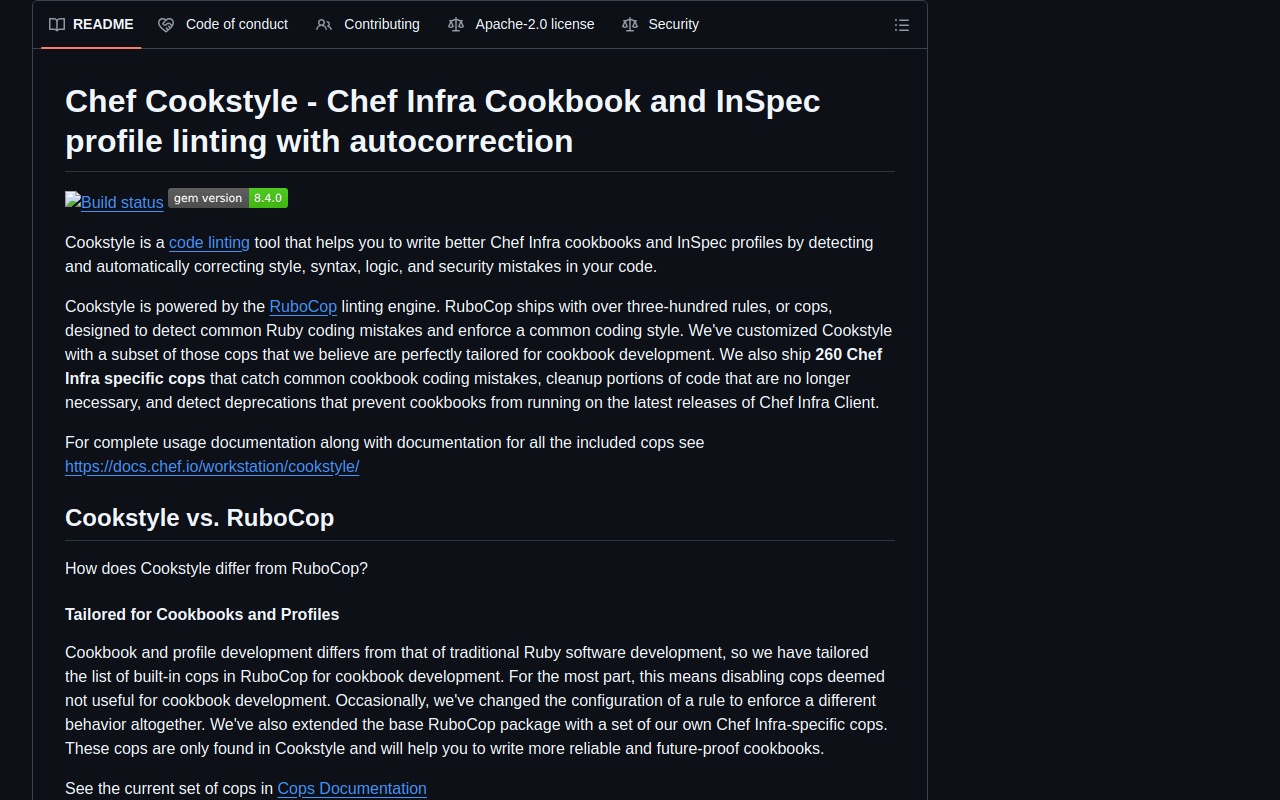 README Code of conduct Contributing Apache-2.0 license Security
Chef Cookstyle - Chef Infra Cookbook and InSpec
profile linting with autocorrection
Build status gem version 8.4.0
Cookstyle is a code linting tool that helps you to write better Chef Infra cookbooks and InSpec profiles by detecting
and automatically correcting style, syntax, logic, and security mistakes in your code.
Cookstyle is powered by the RuboCop linting engine. RuboCop ships with over three-hundred rules, or cops,
designed to detect common Ruby coding mistakes and enforce a common coding style. We've customized Cookstyle
with a subset of those cops that we believe are perfectly tailored for cookbook development. We also ship 260 Chef
Infra specific cops that catch common cookbook coding mistakes, cleanup portions of code that are no longer
necessary, and detect deprecations that prevent cookbooks from running on the latest releases of Chef Infra Client.
For complete usage documentation along with documentation for all the included cops see
https://docs.chef.io/workstation/cookstyle/
Cookstyle vs. RuboCop
How does Cookstyle differ from RuboCop?
Tailored for Cookbooks and Profiles
Cookbook and profile development differs from that of traditional Ruby software development, so we have tailored
the list of built-in cops in RuboCop for cookbook development. For the most part, this means disabling cops deemed
not useful for cookbook development. Occasionally, we've changed the configuration of a rule to enforce a different
behavior altogether. We've also extended the base RuboCop package with a set of our own Chef Infra-specific cops.
These cops are only found in Cookstyle and will help you to write more reliable and future-proof cookbooks.
See the current set of cops in Cops Documentation